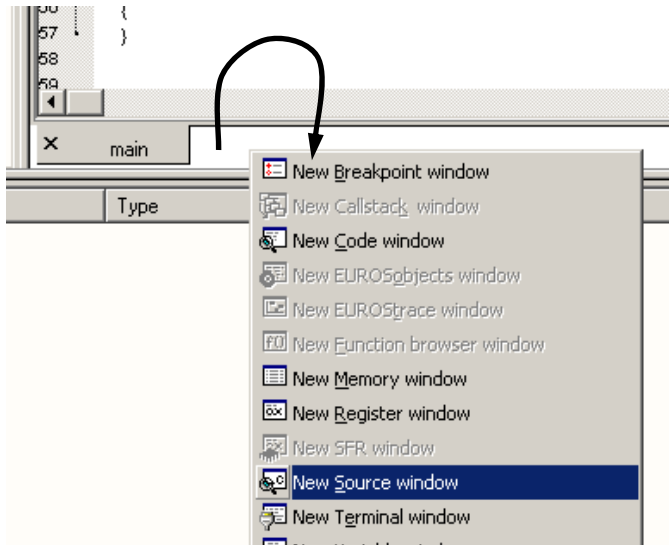 57
}
58
59
main
Type
New Breakpoint window
New Callstack window
New Code window
New EUROSobjects window
New EUROStrace window
New Function browser window
New Memory window
New Register window
New SFR window
New Source window
New Terminal window